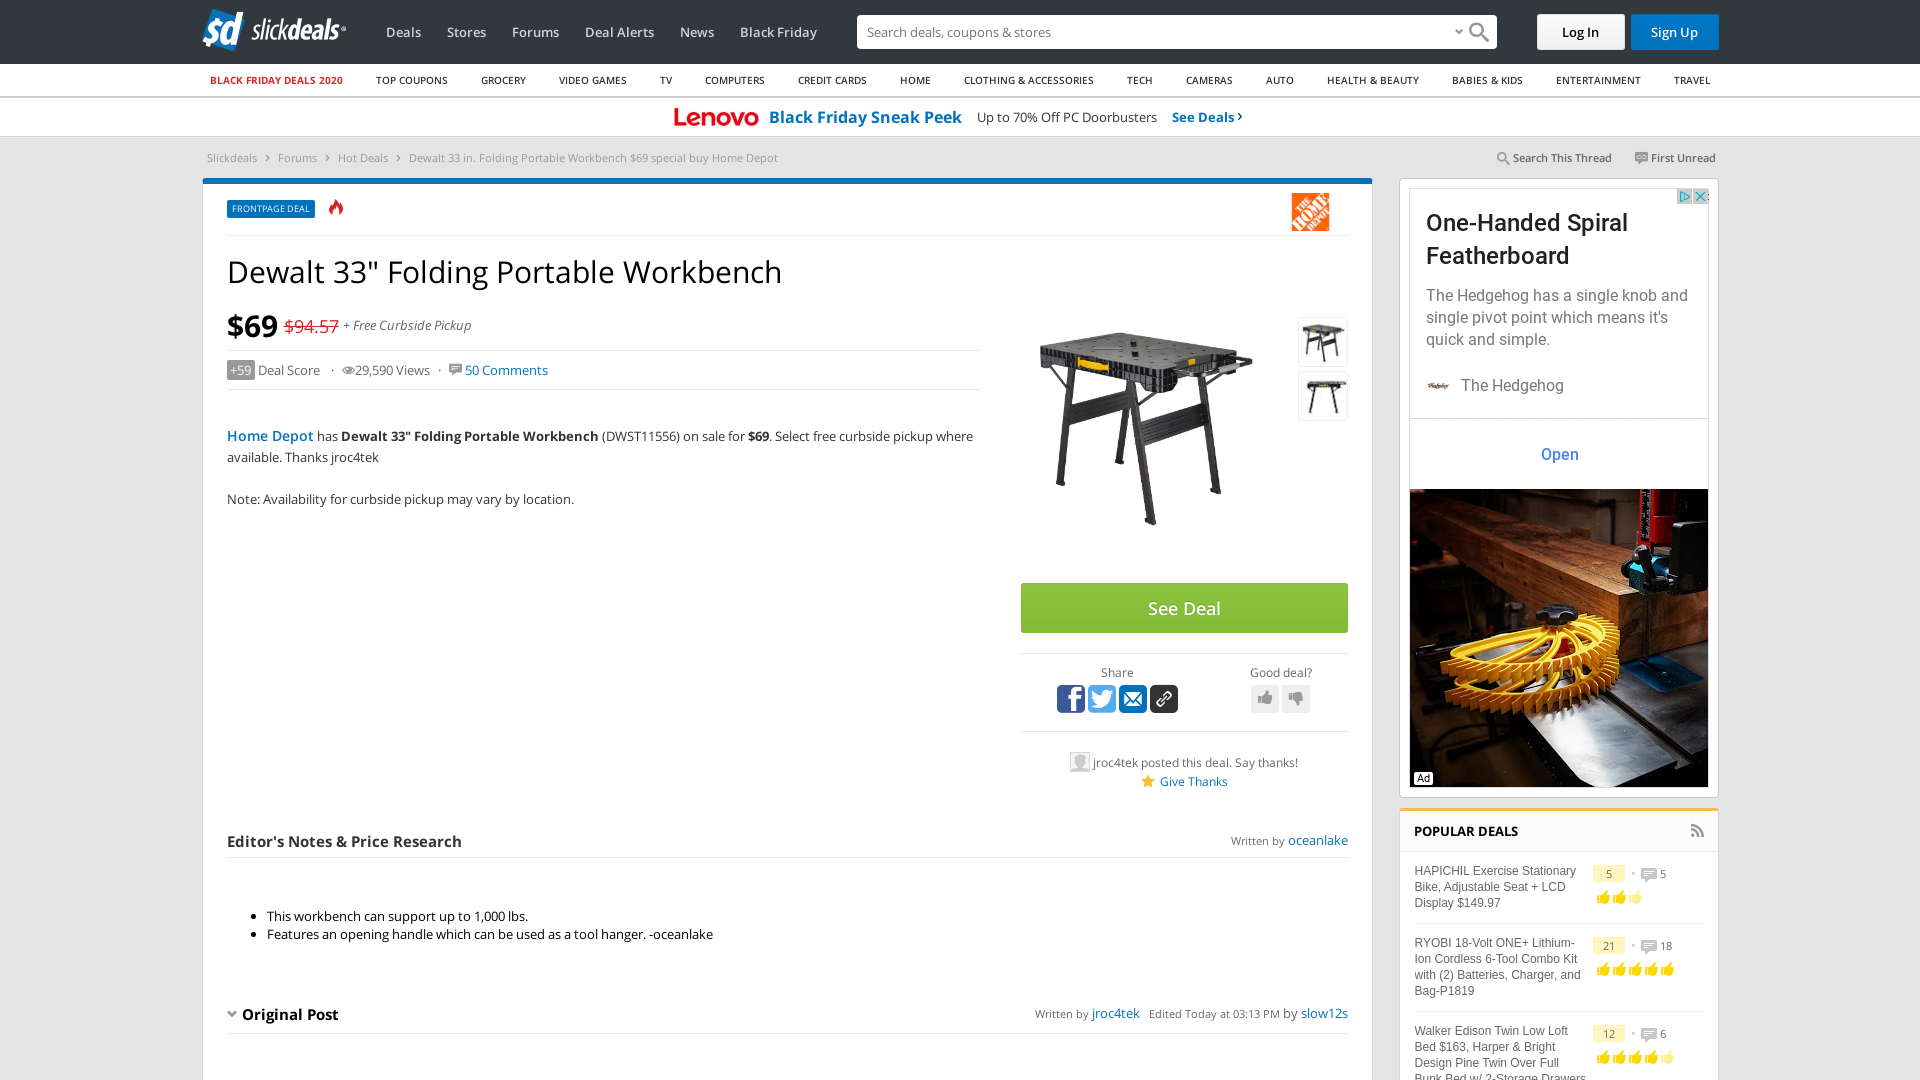 slickdeals
Deals
Stores
Forums
Deal Alerts
News
Black Friday
Search deals, coupons & stores
Log In
Sign Up
BLACK FRIDAY DEALS 2020
TOP COUPONS
GROCERY
VIDEO GAMES
TV
COMPUTERS
CREDIT CARDS
HOME
CLOTHING & ACCESSORIES
TECH
CAMERAS
AUTO
HEALTH & BEAUTY
BABIES & KIDS
ENTERTAINMENT
TRAVEL
Lenovo Black Friday Sneak Peek Up to 70% Off PC Doorbusters See Deals ›
Slickdeals › Forums › Hot Deals › Dewalt 33 in. Folding Portable Workbench $69 special buy Home Depot
Search This Thread
First Unread
FRONTPAGE DEAL
THE HOME DEPOT
Dewalt 33" Folding Portable Workbench
$69 $94.57 + Free Curbside Pickup
+59 Deal Score · 29,590 Views · 50 Comments
Home Depot has Dewalt 33" Folding Portable Workbench (DWST11556) on sale for $69. Select free curbside pickup where
available. Thanks jroc4tek
Note: Availability for curbside pickup may vary by location.
See Deal
Share
Good deal?
jroc4tek posted this deal. Say thanks!
Give Thanks
Editor's Notes & Price Research
Written by oceanlake
• This workbench can support up to 1,000 lbs.
• Features an opening handle which can be used as a tool hanger. -oceanlake
Original Post
Written by jroc4tek Edited Today at 03:13 PM by slow12s
One-Handed Spiral
Featherboard
The Hedgehog has a single knob and
single pivot point which means it's
quick and simple.
The Hedgehog
Open
Ad
POPULAR DEALS
HAPICHIL Exercise Stationary
Bike, Adjustable Seat + LCD
Display $149.97
5 • 5
RYOBI 18-Volt ONE+ Lithium-
Ion Cordless 6-Tool Combo Kit
with (2) Batteries, Charger, and
Bag-P1819
21 • 18
Walker Edison Twin Low Loft
Bed $163, Harper & Bright
Design Pine Twin Over Full
Bunk Bed w/ 2-Storage Drawers
12 • 6